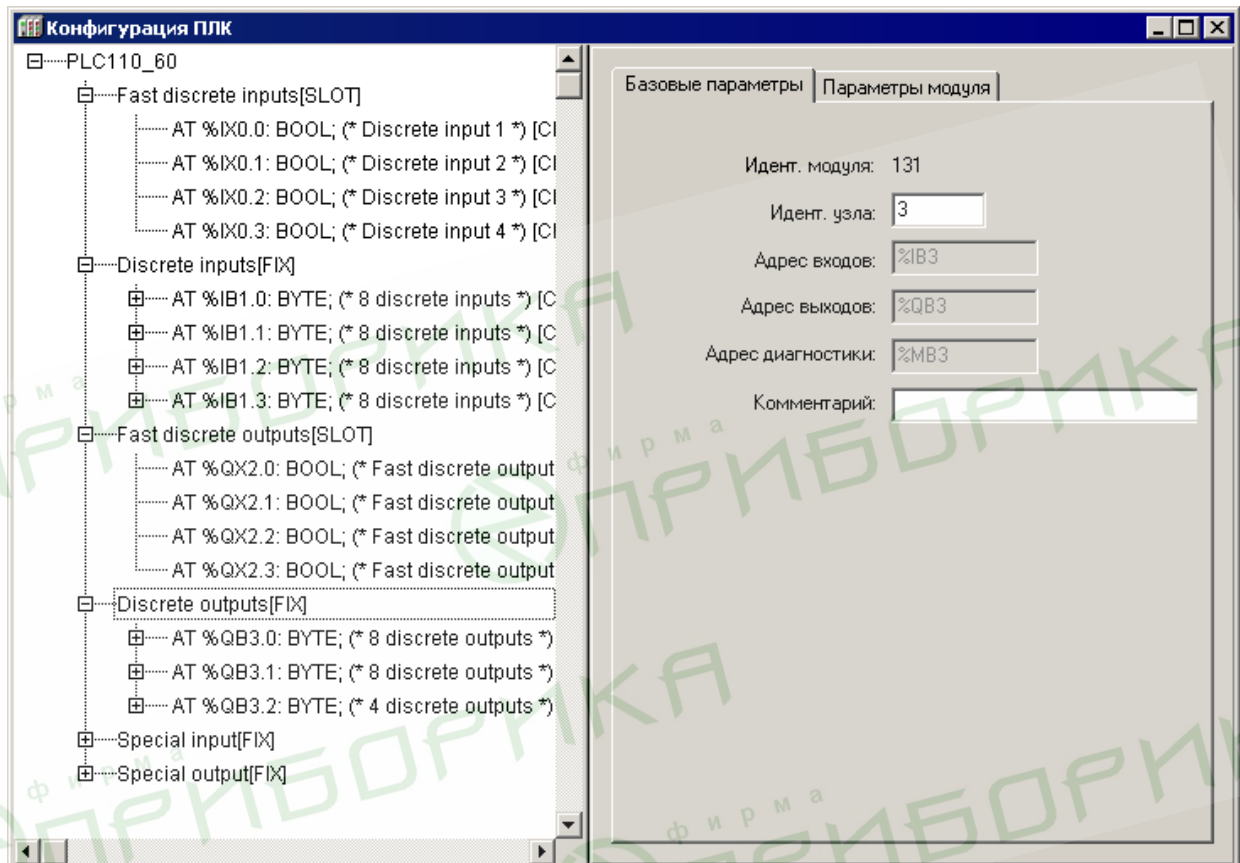 Конфигурация ПЛК
PLC110_60
Fast discrete inputs[SLOT]
AT %IX0.0: BOOL; (* Discrete input 1 *) [CI
AT %IX0.1: BOOL; (* Discrete input 2 *) [CI
AT %IX0.2: BOOL; (* Discrete input 3 *) [CI
AT %IX0.3: BOOL; (* Discrete input 4 *) [CI
Discrete inputs[FIX]
AT %IB1.0: BYTE; (* 8 discrete inputs *) [C
AT %IB1.1: BYTE; (* 8 discrete inputs *) [C
AT %IB1.2: BYTE; (* 8 discrete inputs *) [C
AT %IB1.3: BYTE; (* 8 discrete inputs *) [C
Fast discrete outputs[SLOT]
AT %QX2.0: BOOL; (* Fast discrete output
AT %QX2.1: BOOL; (* Fast discrete output
AT %QX2.2: BOOL; (* Fast discrete output
AT %QX2.3: BOOL; (* Fast discrete output
Discrete outputs[FIX]
AT %QB3.0: BYTE; (* 8 discrete outputs *)
AT %QB3.1: BYTE; (* 8 discrete outputs *)
AT %QB3.2: BYTE; (* 4 discrete outputs *)
Special input[FIX]
Special output[FIX]
Базовые параметры Параметры модуля
Идент. модуля: 131
Идент. узла: 3
Адрес входов: %IB3
Адрес выходов: %QB3
Адрес диагностики: %MB3
Комментарий:
фирма
ПРИБОРИКА